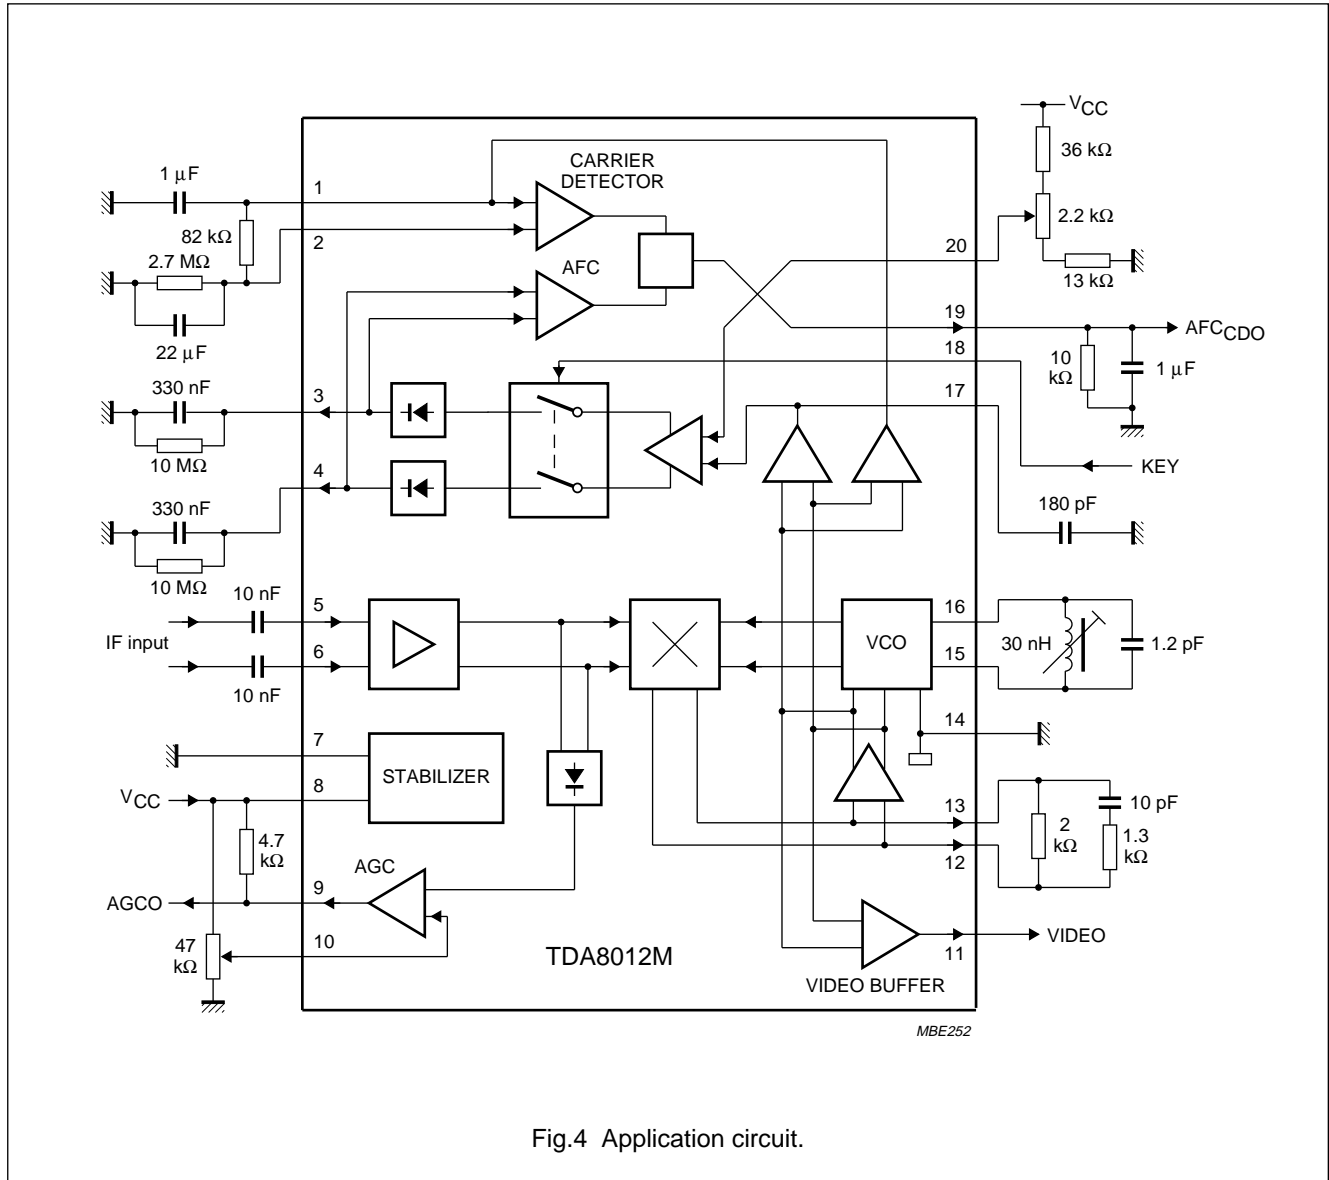 VCC
36 kΩ
2.2 kΩ
13 kΩ
CARRIER
DETECTOR
1 µF
1
82 kΩ
2
2.7 MΩ
22 µF
AFC
20
19
AFCCDO
18
10
kΩ
1 µF
17
330 nF
3
10 MΩ
KEY
4
330 nF
10 MΩ
180 pF
10 nF
5
IF input
6
10 nF
VCO
16
15
30 nH
1.2 pF
14
7
STABILIZER
VCC
8
4.7
kΩ
13
12
2
kΩ
10 pF
1.3
kΩ
AGC
9
AGCO
10
47
kΩ
TDA8012M
11
VIDEO
VIDEO BUFFER
MBE252
Fig.4 Application circuit.